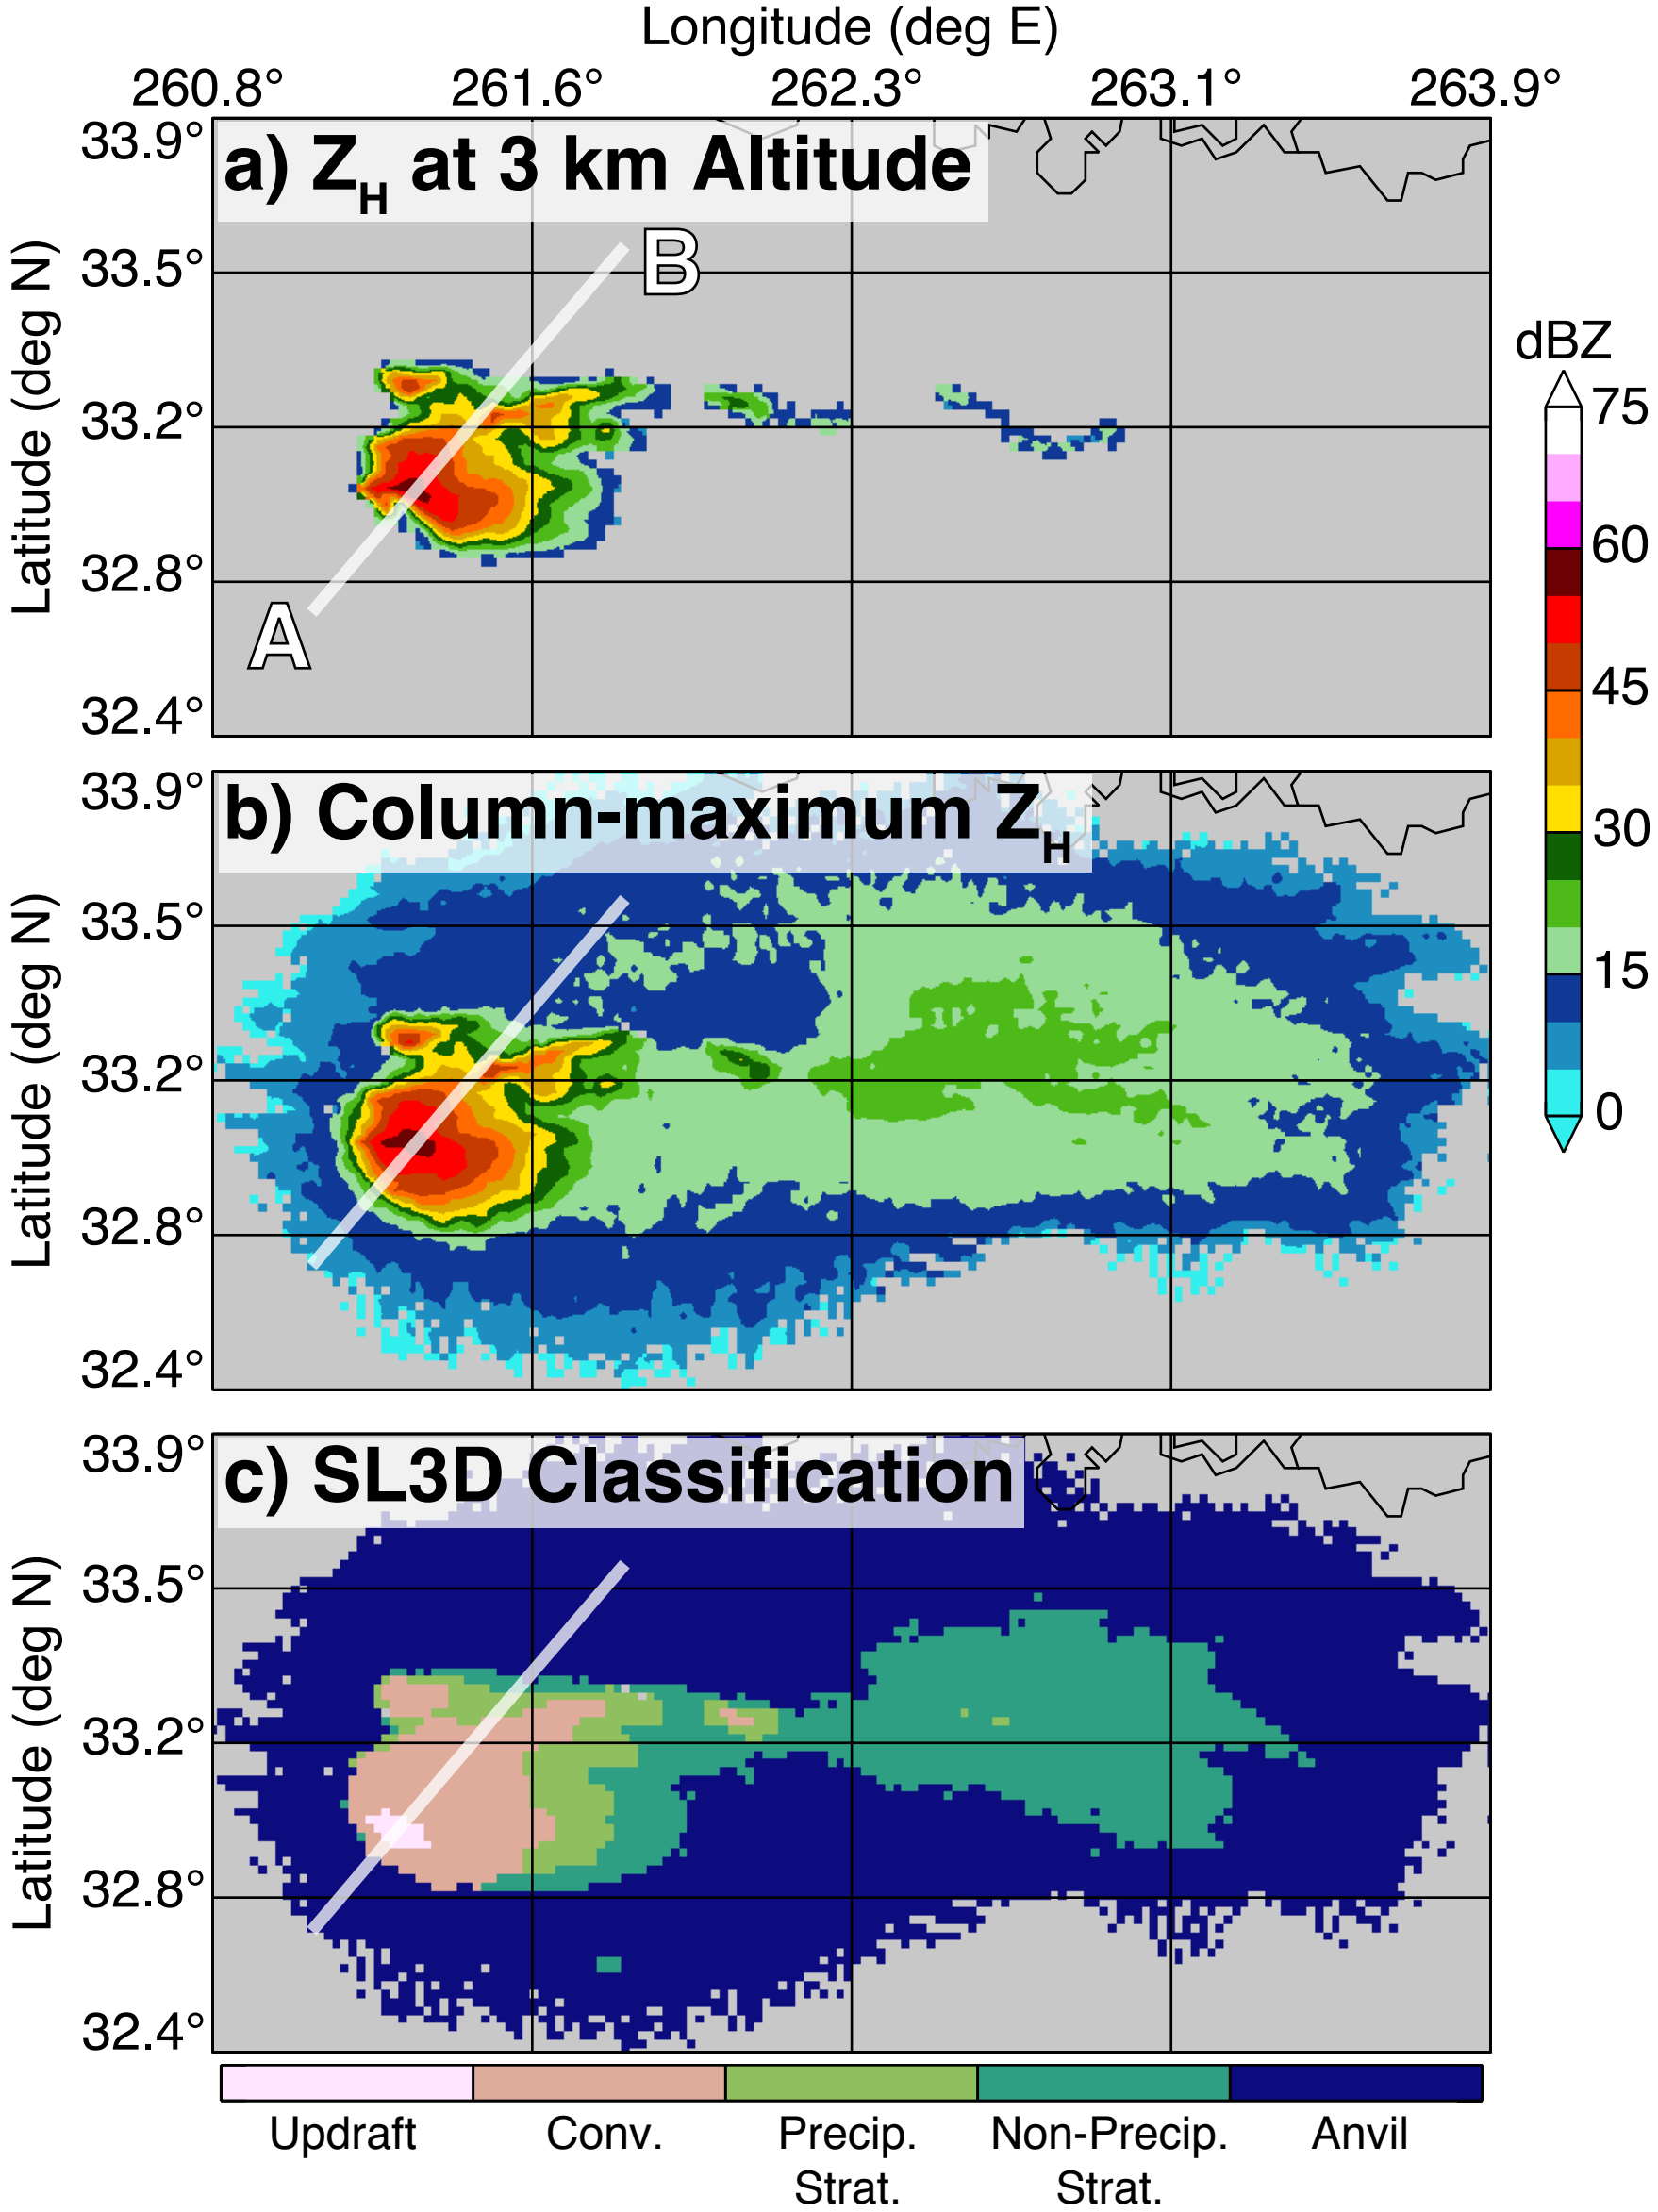 Longitude (deg E)
260.8° 261.6° 262.3° 263.1° 263.9°
a) Z_H at 3 km Altitude
33.9°
33.5°
33.2°
32.8°
32.4°
Latitude (deg N)
B
A
dBZ
75
60
45
30
15
0
b) Column-maximum Z_H
33.9°
33.5°
33.2°
32.8°
32.4°
Latitude (deg N)
c) SL3D Classification
33.9°
33.5°
33.2°
32.8°
32.4°
Latitude (deg N)
Updraft Conv. Precip. Non-Precip. Anvil
Strat. Strat.